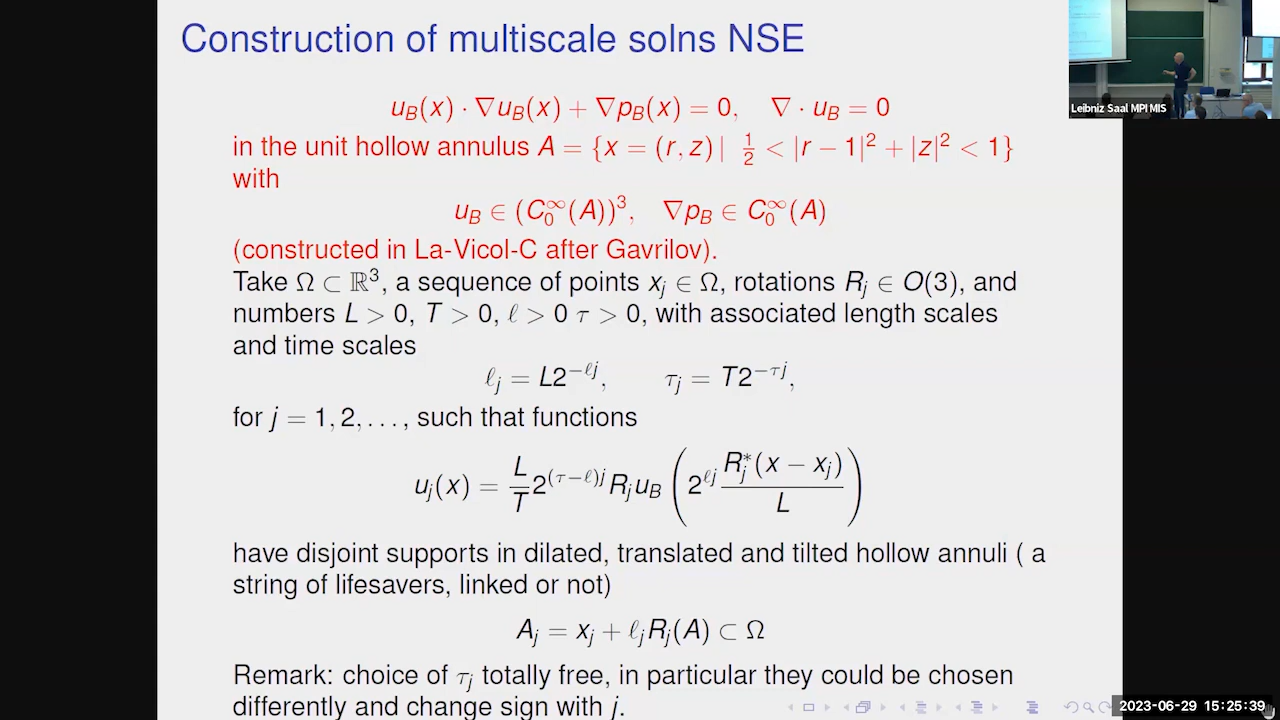 Construction of multiscale solns NSE
u_B(x) · ∇u_B(x) + ∇p_B(x) = 0,   ∇ · u_B = 0
in the unit hollow annulus A = {x = (r, z) | 1/2 < |r − 1|² + |z|² < 1}
with
u_B ∈ (C_0^∞(A))³,   ∇p_B ∈ C_0^∞(A)
(constructed in La-Vicol-C after Gavrilov).
Take Ω ⊂ ℝ³, a sequence of points x_j ∈ Ω, rotations R_j ∈ O(3), and
numbers L > 0, T > 0, ℓ > 0 τ > 0, with associated length scales
and time scales
ℓ_j = L2^{−ℓj},   τ_j = T2^{−τj},
for j = 1, 2, . . . , such that functions
u_j(x) = L/T 2^{(τ−ℓ)j} R_j u_B ( 2^{ℓj} R_j^*(x − x_j)/L )
have disjoint supports in dilated, translated and tilted hollow annuli ( a
string of lifesavers, linked or not)
A_j = x_j + ℓ_j R_j(A) ⊂ Ω
Remark: choice of τ_j totally free, in particular they could be chosen
differently and change sign with j.
Leibniz Saal MPI MIS
2023-06-29 15:25:39